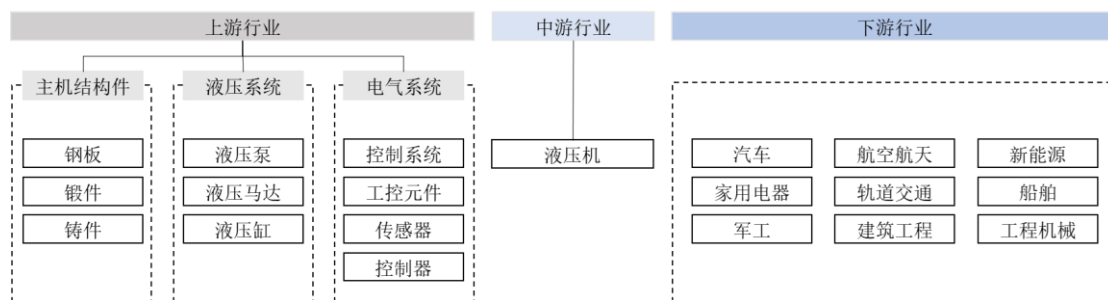 上游行业
中游行业
下游行业
主机结构件
液压系统
电气系统
钢板
液压泵
控制系统
液压机
汽车
航空航天
新能源
锻件
液压马达
工控元件
家用电器
轨道交通
船舶
铸件
液压缸
传感器
军工
建筑工程
工程机械
控制器